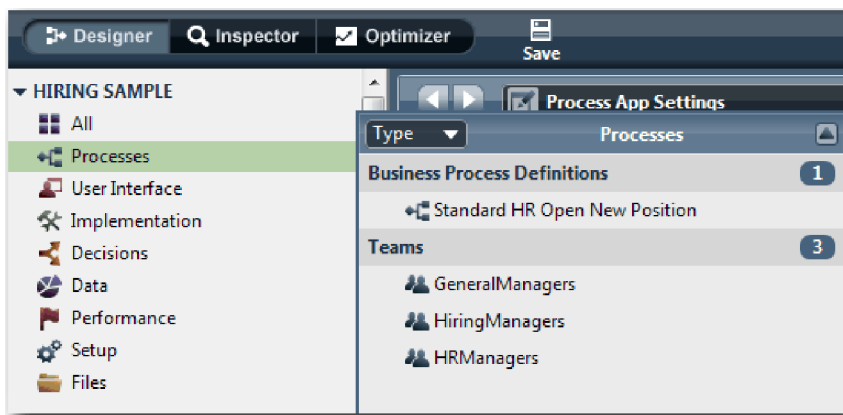 Designer Inspector Optimizer Save
HIRING SAMPLE
All
Processes
User Interface
Implementation
Decisions
Data
Performance
Setup
Files
Process App Settings
Type Processes
Business Process Definitions 1
Standard HR Open New Position
Teams 3
GeneralManagers
HiringManagers
HRManagers